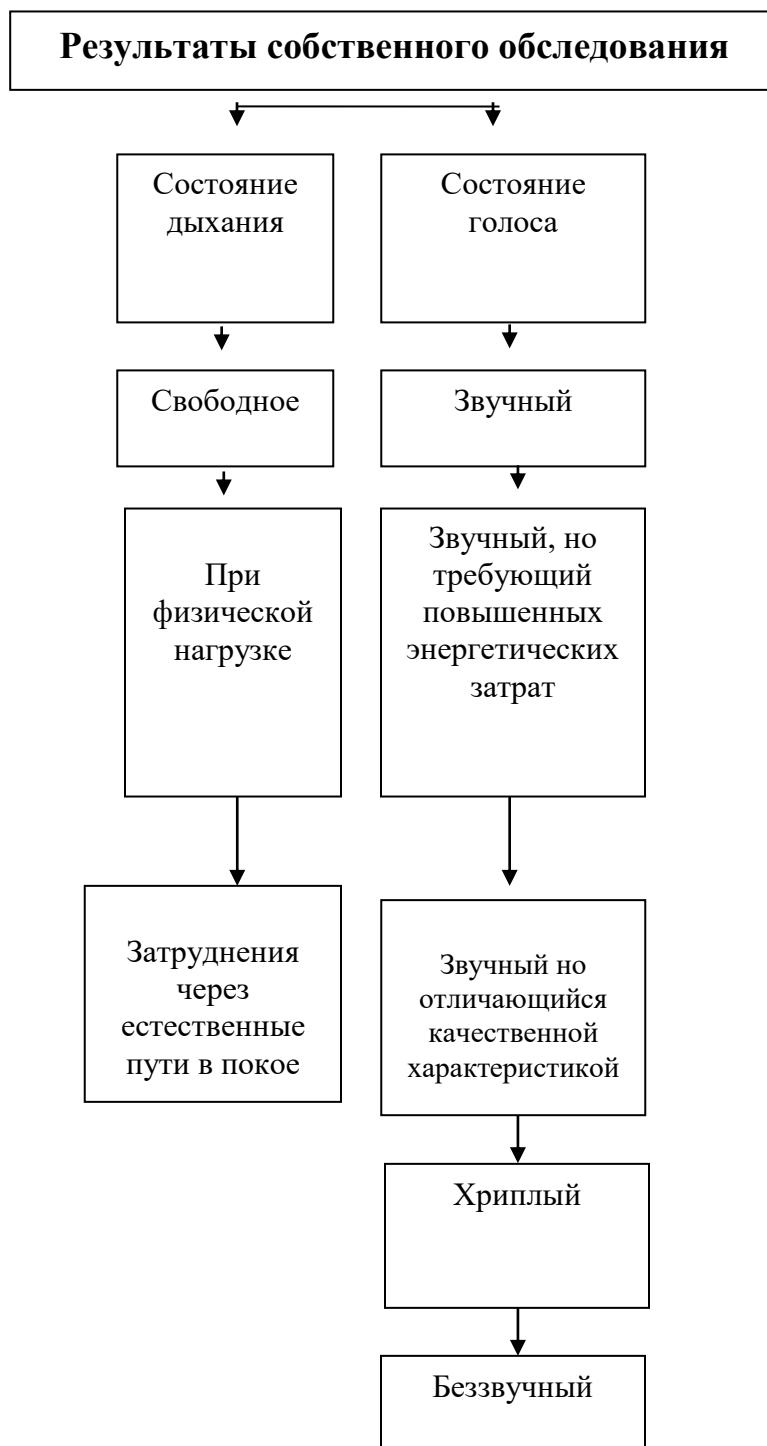 Результаты собственного обследования
Состояние
дыхания
Состояние
голоса
Свободное
Звучный
При
физической
нагрузке
Звучный, но
требующий
повышенных
энергетических
затрат
Затруднения
через
естественные
пути в покое
Звучный но
отличающийся
качественной
характеристикой
Хриплый
Беззвучный